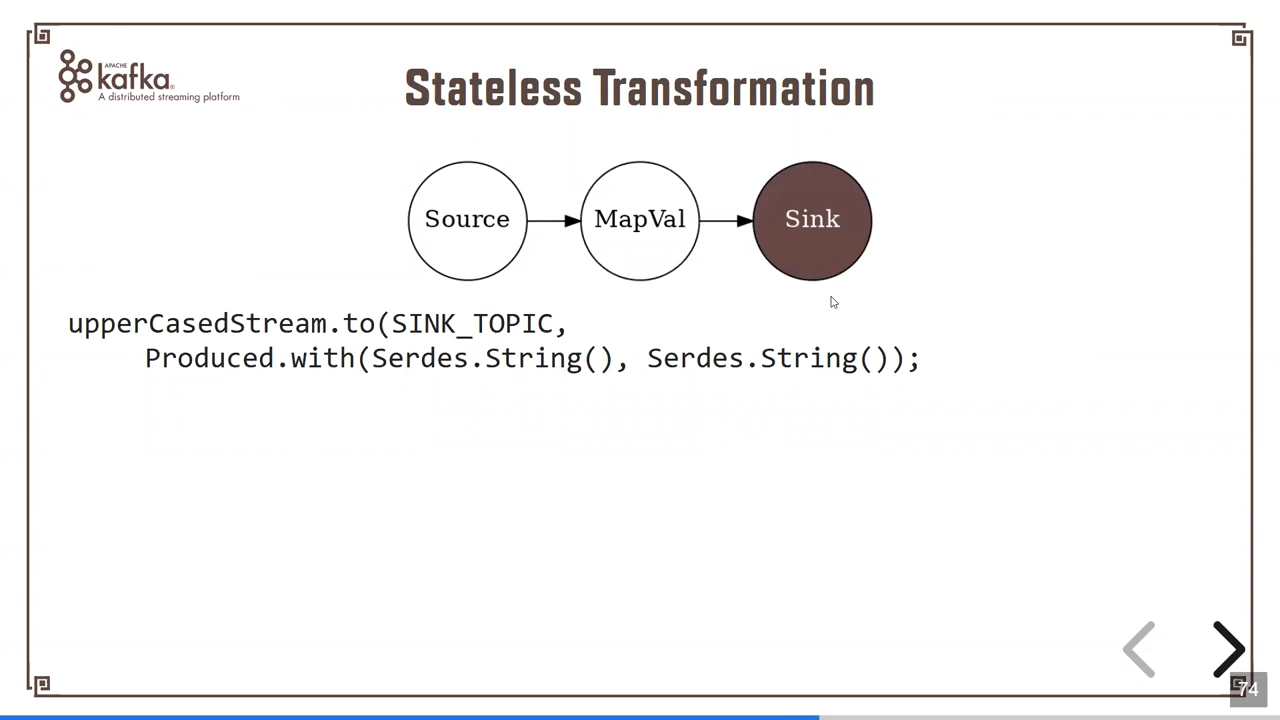 APACHE
kafka®
A distributed streaming platform
Stateless Transformation
Source
MapVal
Sink
upperCasedStream.to(SINK_TOPIC,
Produced.with(Serdes.String(), Serdes.String());
74